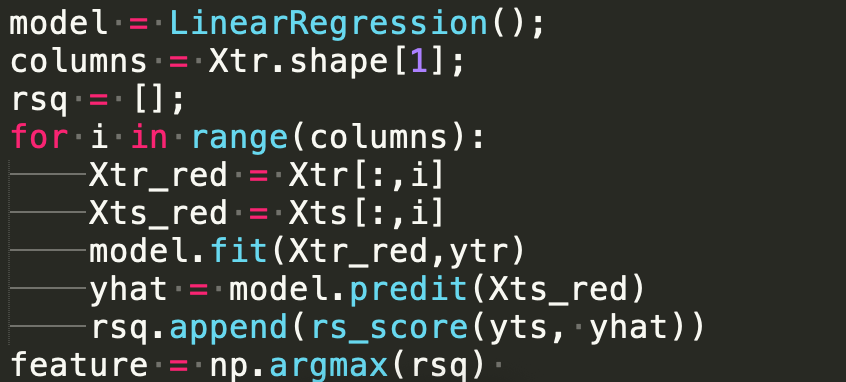 model = LinearRegression();
columns = Xtr.shape[1];
rsq = [];
for i in range(columns):
    Xtr_red = Xtr[:,i]
    Xts_red = Xts[:,i]
    model.fit(Xtr_red,ytr)
    yhat = model.predit(Xts_red)
    rsq.append(rs_score(yts, yhat))
feature = np.argmax(rsq)